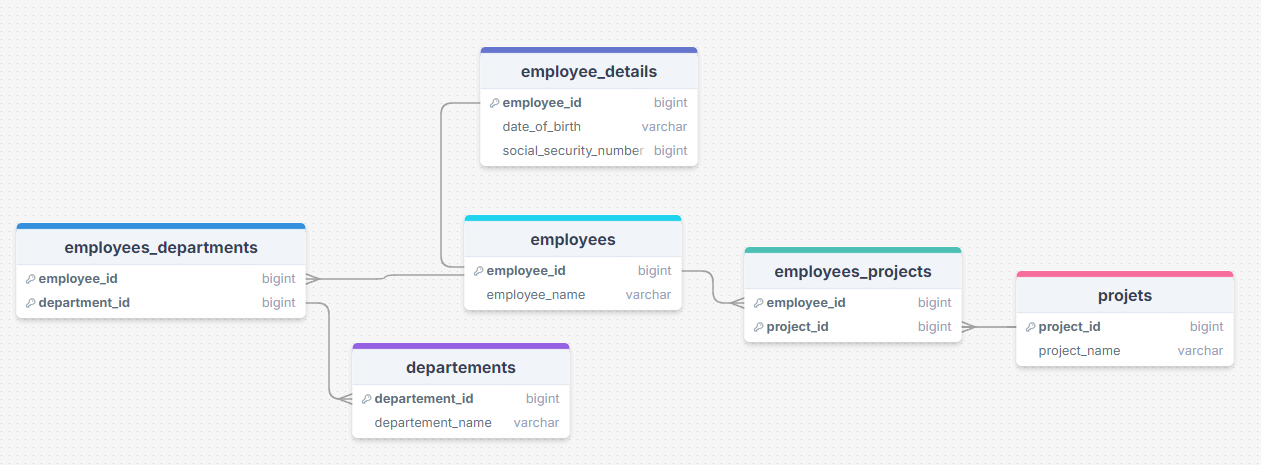 employee_details
employee_id bigint
date_of_birth varchar
social_security_number bigint
employees_departments
employee_id bigint
department_id bigint
employees
employee_id bigint
employee_name varchar
employees_projects
employee_id bigint
project_id bigint
projets
project_id bigint
project_name varchar
departements
departement_id bigint
departement_name varchar